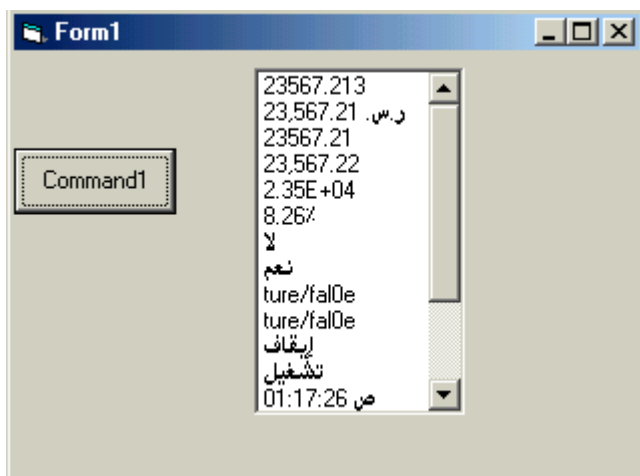 Form1
Command1
23567.213
ر.س. 23,567.21
23567.21
23,567.22
2.35E+04
8.26%
لا
نعم
ture/fal0e
ture/fal0e
إيقاف
تشغيل
01:17:26 ص